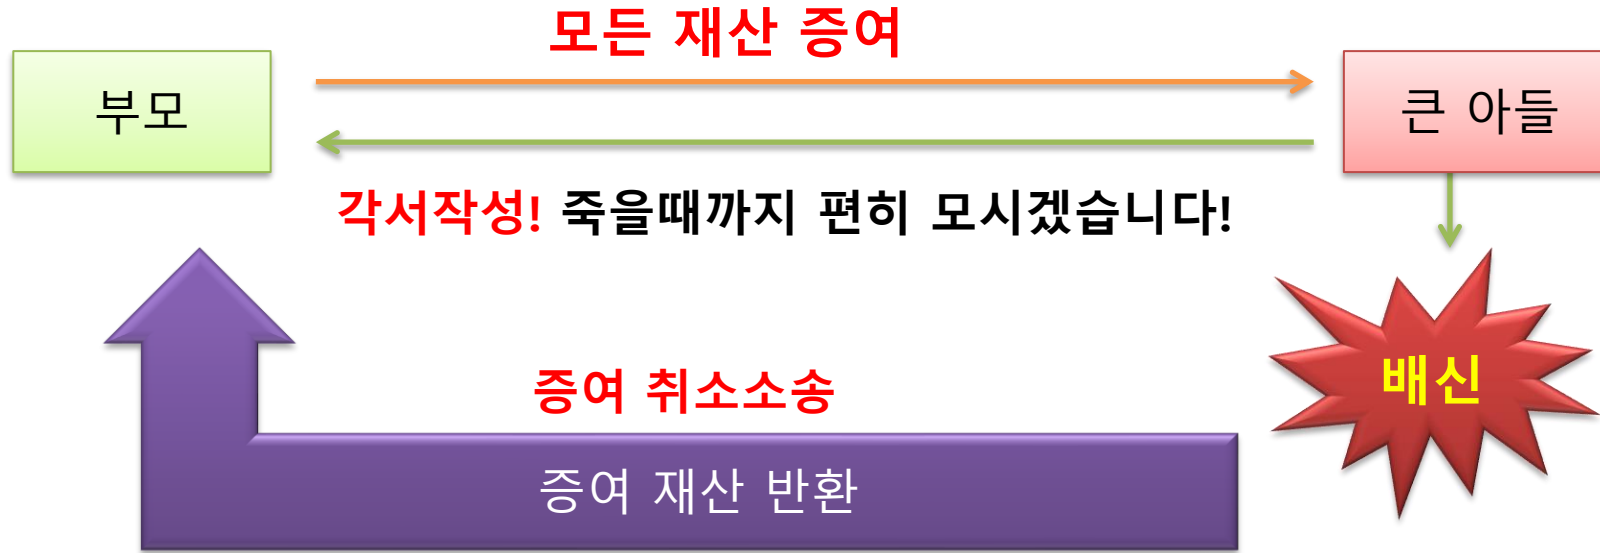 모든 재산 증여
부모
큰 아들
각서작성! 죽을때까지 편히 모시겠습니다!
배신
증여 취소소송
증여 재산 반환